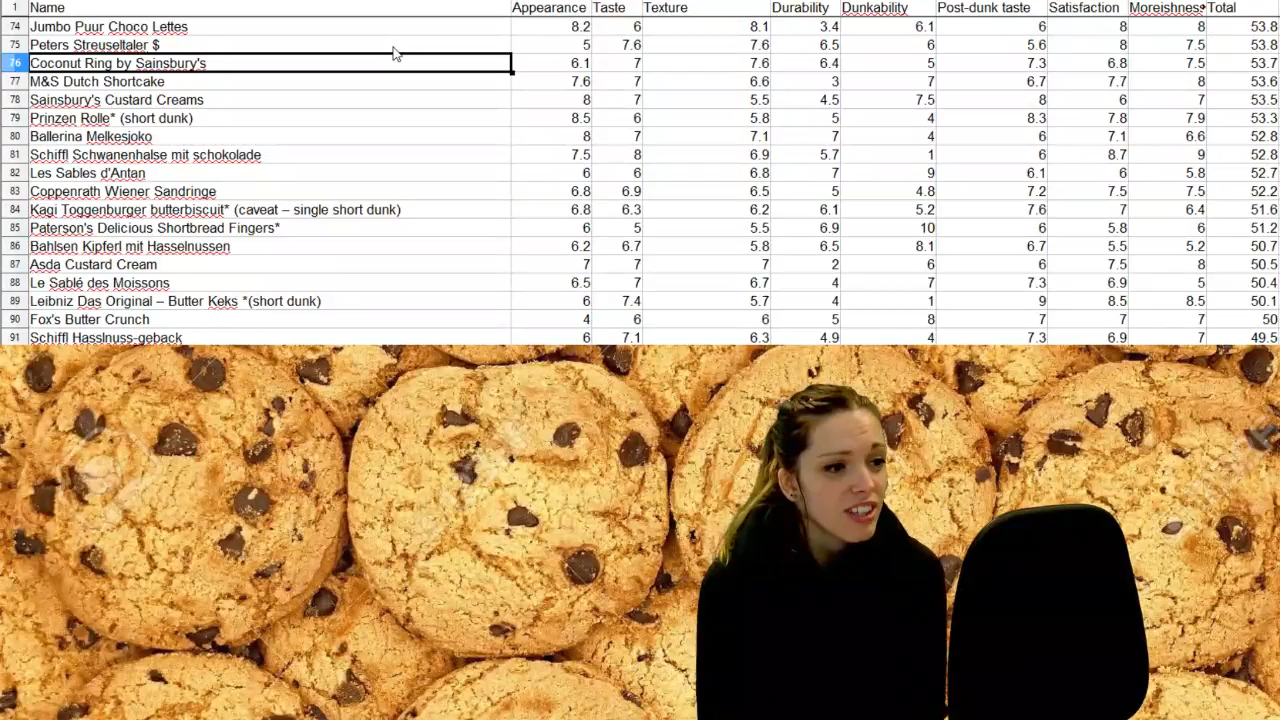 1 Name Appearance Taste Texture Durability Dunkability Post-dunk taste Satisfaction Moreishnes Total
74 Jumbo Puur Choco Lettes 8.2 6 8.1 3.4 6.1 6 8 8 53.8
75 Peters Streuseltaler $ 5 7.6 7.6 6.5 6 5.6 8 7.5 53.8
76 Coconut Ring by Sainsbury's 6.1 7 7.6 6.4 5 7.3 6.8 7.5 53.7
77 M&S Dutch Shortcake 7.6 7 6.6 3 7 6.7 7.7 8 53.6
78 Sainsbury's Custard Creams 8 7 5.5 4.5 7.5 8 6 7 53.5
79 Prinzen Rolle* (short dunk) 8.5 6 5.8 5 4 8.3 7.8 7.9 53.3
80 Ballerina Melkesjoko 8 7 7.1 7 4 6 7.1 6.6 52.8
81 Schiffl Schwanenhalse mit schokolade 7.5 8 6.9 5.7 1 6 8.7 9 52.8
82 Les Sables d'Antan 6 6 6.8 7 9 6.1 6 5.8 52.7
83 Coppenrath Wiener Sandringe 6.8 6.9 6.5 5 4.8 7.2 7.5 7.5 52.2
84 Kagi Toggenburger butterbiscuit* (caveat – single short dunk) 6.8 6.3 6.2 6.1 5.2 7.6 7 6.4 51.6
85 Paterson's Delicious Shortbread Fingers* 6 5 5.5 6.9 10 6 5.8 6 51.2
86 Bahlsen Kipferl mit Hasselnussen 6.2 6.7 5.8 6.5 8.1 6.7 5.5 5.2 50.7
87 Asda Custard Cream 7 7 7 2 6 6 7.5 8 50.5
88 Le Sablé des Moissons 6.5 7 6.7 4 7 7.3 6.9 5 50.4
89 Leibniz Das Original – Butter Keks *(short dunk) 6 7.4 5.7 4 1 9 8.5 8.5 50.1
90 Fox's Butter Crunch 4 6 6 5 8 7 7 7 50
91 Schiffl Hasslnuss-geback 6 7.1 6.3 4.9 4 7.3 6.9 7 49.5